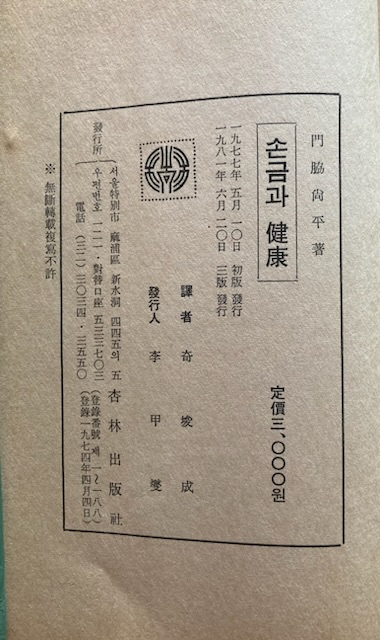 門脇尙平著
손금과 健康
定價三、〇〇〇원
一九七七年 五月 一〇日 初版 發行
一九八一年 六月 二〇日 三版 發行
譯者 奇 埈 成
發行人 李 甲 燮
發行所
서울特別市 麻浦區 新水洞 四四五의 五
杏林出版社
우편번호 一二一・對替口座 五三三七〇三
(登錄番號 제 一～一八八)
電話 (三二) 三〇三四・三五五〇
(登錄一九七四年四月四日)
※ 無斷轉載複寫不許